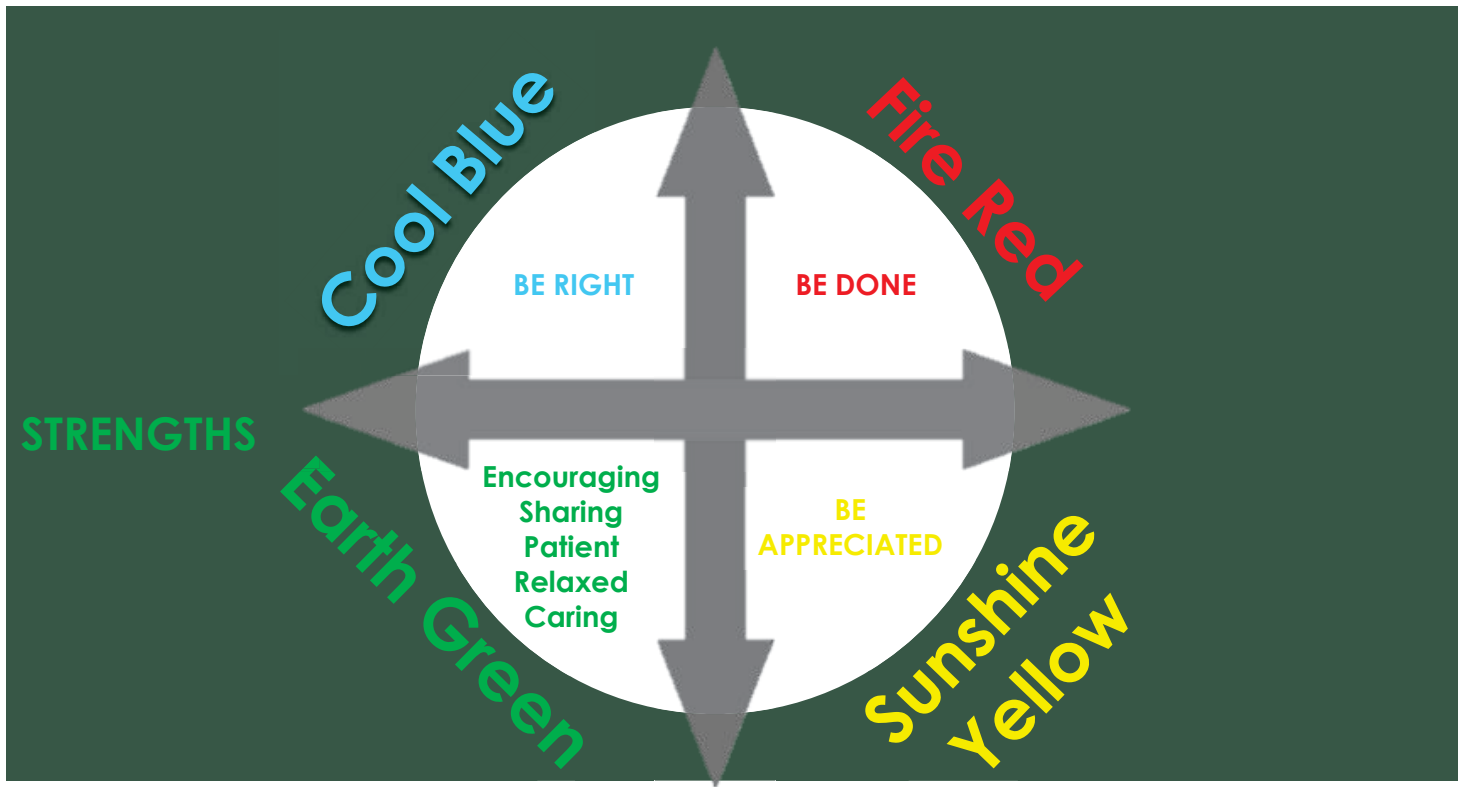 Cool Blue
Fire Red
BE RIGHT
BE DONE
STRENGTHS
Earth Green
Encouraging
Sharing
Patient
Relaxed
Caring
BE
APPRECIATED
Sunshine
Yellow